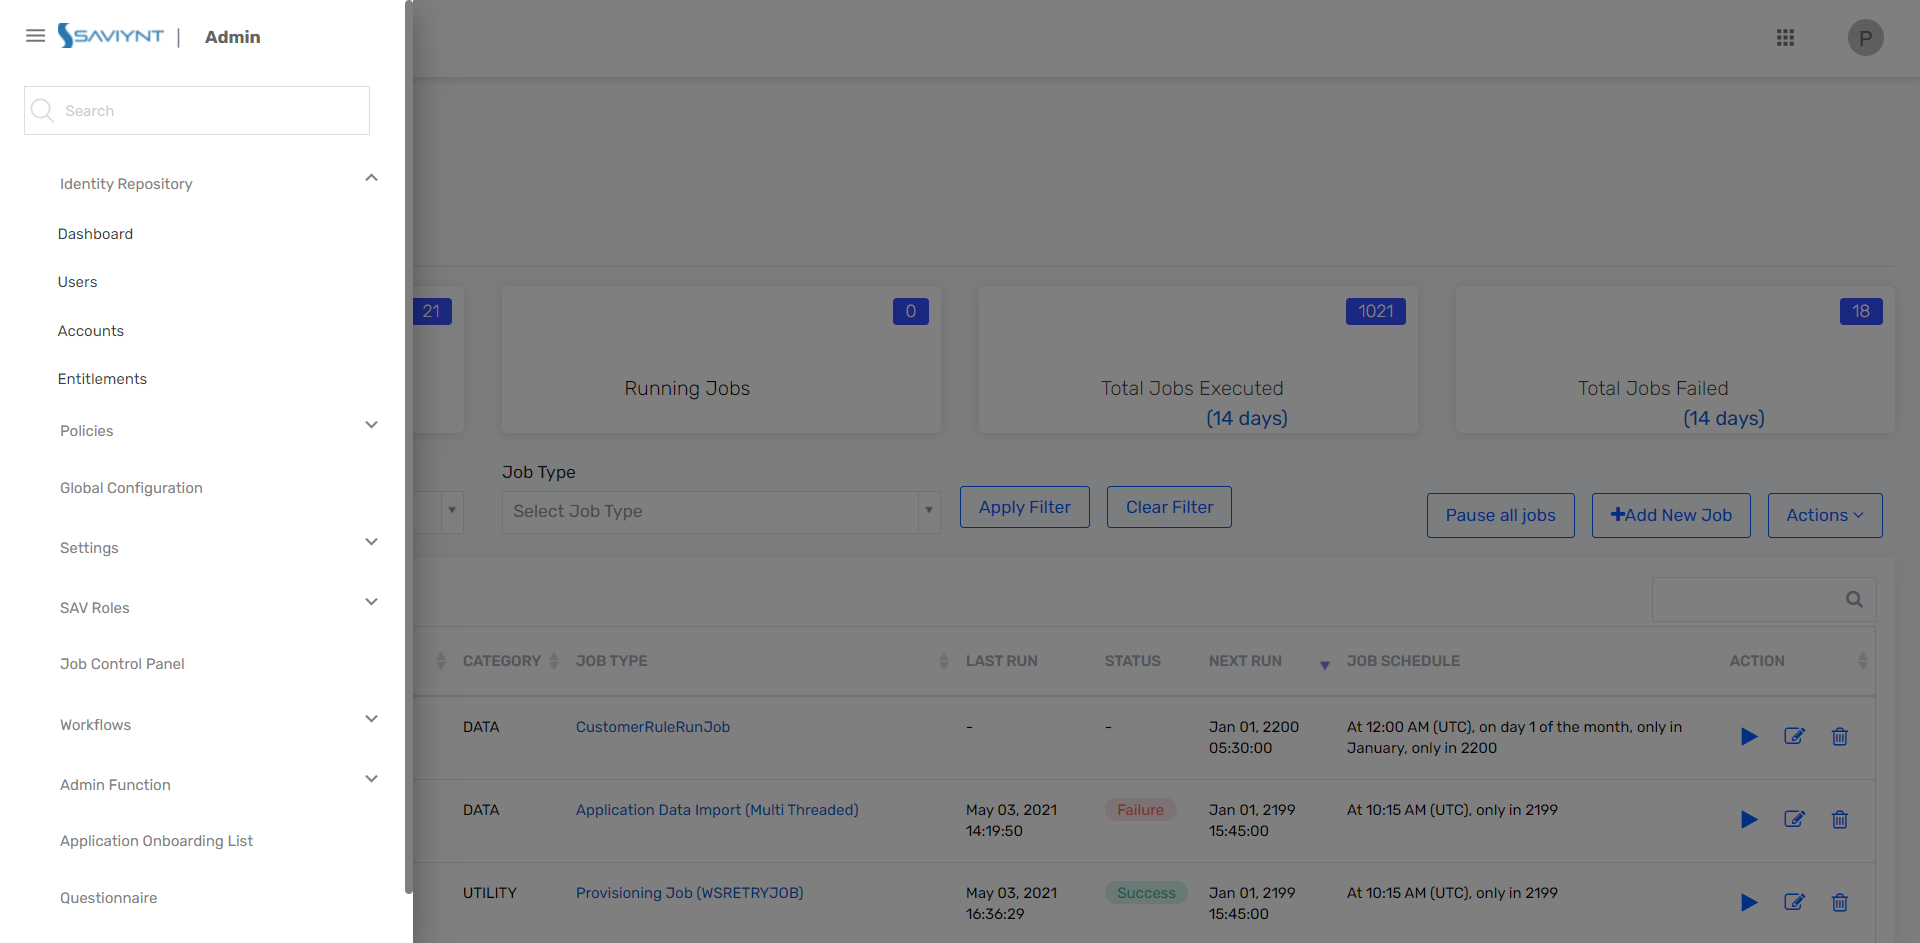 SAVIYNT | Admin
P
Search
Identity Repository
Dashboard
Users
Accounts
Entitlements
Policies
Global Configuration
Settings
SAV Roles
Job Control Panel
Workflows
Admin Function
Application Onboarding List
Questionnaire
21
0
Running Jobs
1021
Total Jobs Executed
(14 days)
18
Total Jobs Failed
(14 days)
Job Type
Select Job Type
Apply Filter
Clear Filter
Pause all jobs
Add New Job
Actions
CATEGORY JOB TYPE LAST RUN STATUS NEXT RUN JOB SCHEDULE ACTION
DATA CustomerRuleRunJob - - Jan 01, 2200 At 12:00 AM (UTC), on day 1 of the month, only in
05:30:00 January, only in 2200
DATA Application Data Import (Multi Threaded) May 03, 2021 Failure Jan 01, 2199 At 10:15 AM (UTC), only in 2199
14:19:50 15:45:00
UTILITY Provisioning Job (WSRETRYJOB) May 03, 2021 Success Jan 01, 2199 At 10:15 AM (UTC), only in 2199
16:36:29 15:45:00